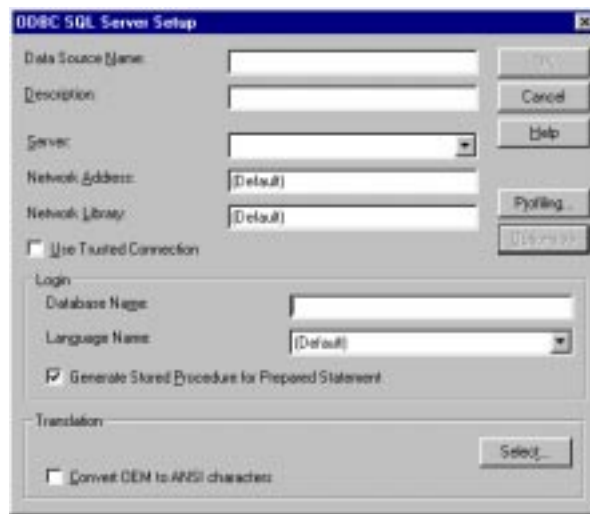 ODBC SQL Server Setup
Data Source Name:
OK
Description:
Cancel
Server:
Help
Network Address:
(Default)
Network Library:
(Default)
Profiling...
Use Trusted Connection
Options >>
Login
Database Name:
Language Name:
(Default)
Generate Stored Procedure for Prepared Statement
Translation
Select...
Convert OEM to ANSI characters